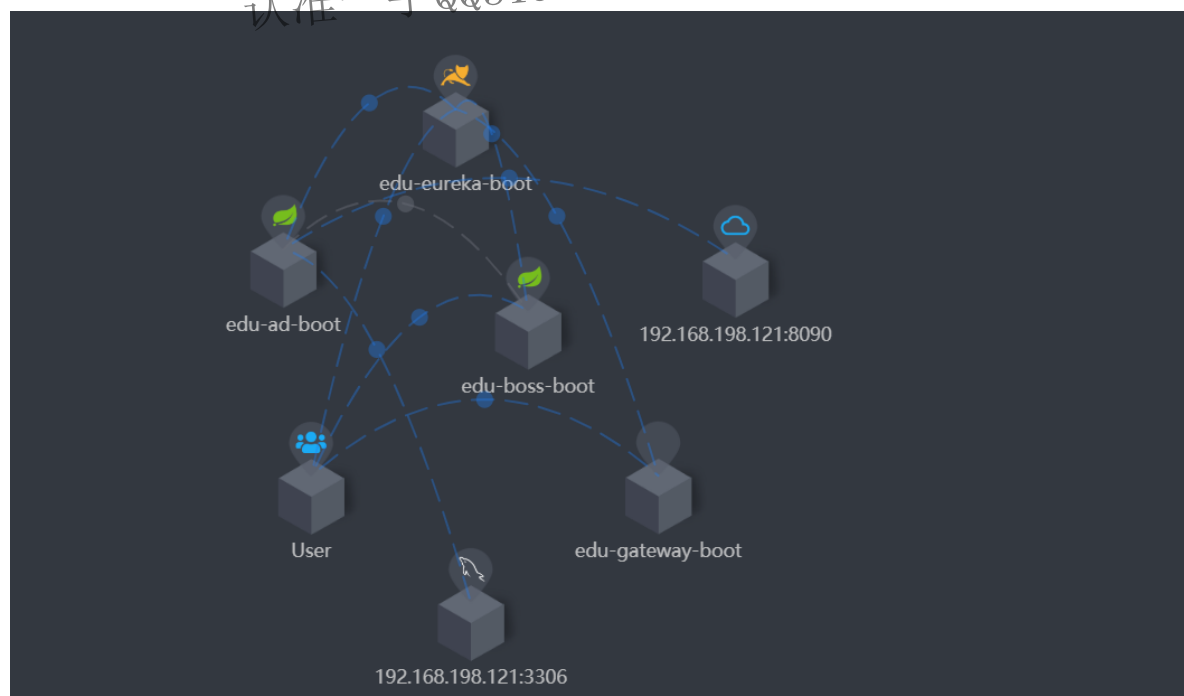 edu-eureka-boot
edu-ad-boot
192.168.198.121:8090
edu-boss-boot
User
edu-gateway-boot
192.168.198.121:3306